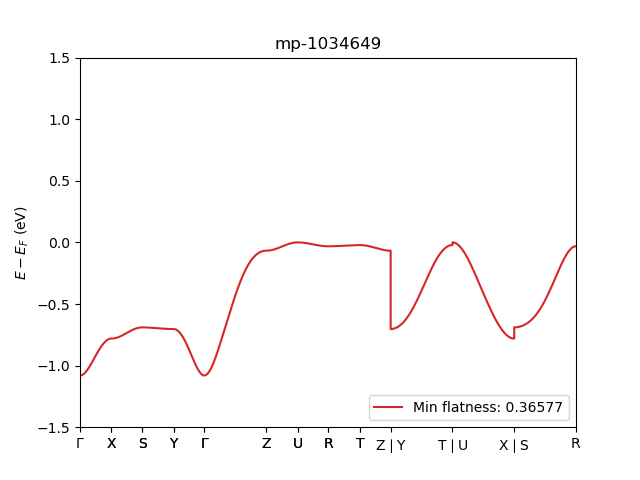 mp-1034649
1.5
1.0
0.5
0.0
−0.5
−1.0
−1.5
E − E_F (eV)
Min flatness: 0.36577
Γ X S Y Γ Z U R T Z | Y T | U X | S R